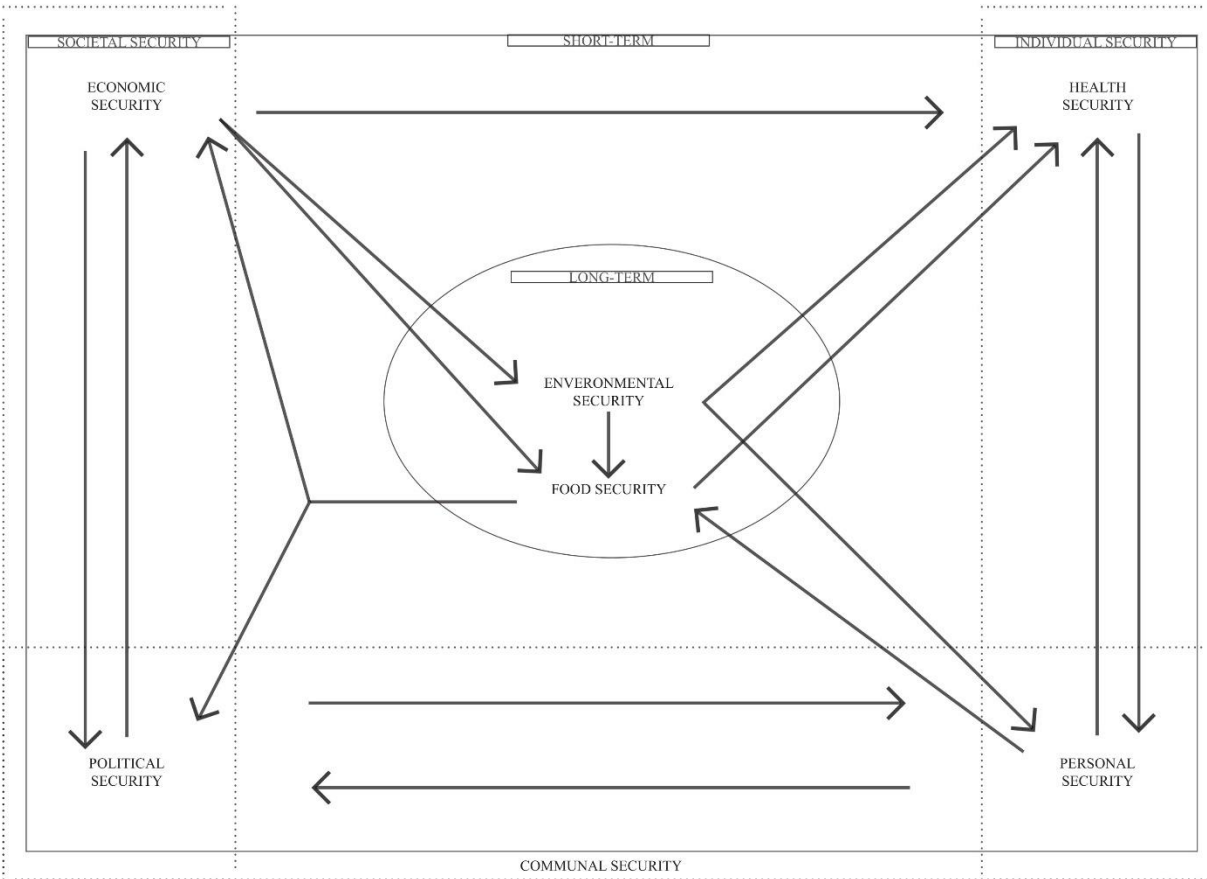 SOCIETAL SECURITY
SHORT-TERM
INDIVIDUAL SECURITY
ECONOMIC
SECURITY
HEALTH
SECURITY
LONG-TERM
ENVERONMENTAL
SECURITY
FOOD SECURITY
POLITICAL
SECURITY
PERSONAL
SECURITY
COMMUNAL SECURITY